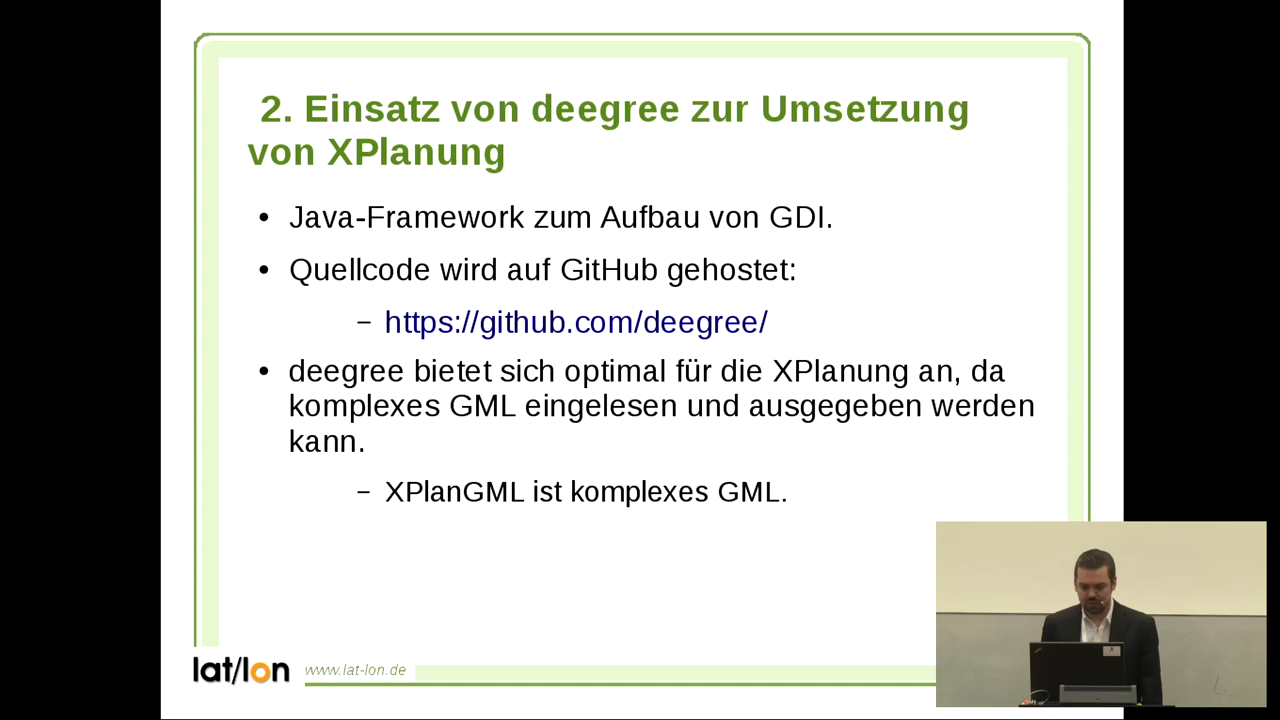 2. Einsatz von deegree zur Umsetzung
von XPlanung
• Java-Framework zum Aufbau von GDI.
• Quellcode wird auf GitHub gehostet:
– https://github.com/deegree/
• deegree bietet sich optimal für die XPlanung an, da
komplexes GML eingelesen und ausgegeben werden
kann.
– XPlanGML ist komplexes GML.
lat/lon www.lat-lon.de